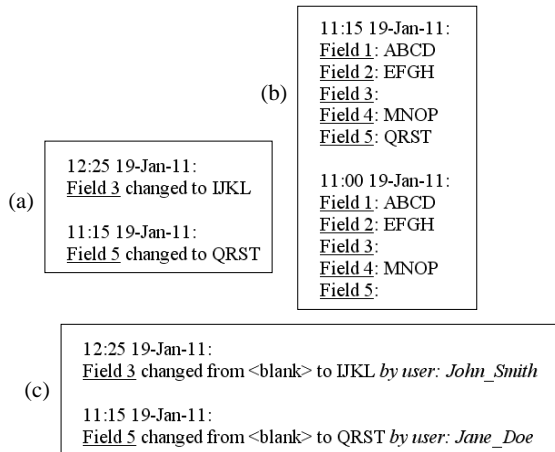 (a)
12:25 19-Jan-11:
Field 3 changed to IJKL
11:15 19-Jan-11:
Field 5 changed to QRST
(b)
11:15 19-Jan-11:
Field 1: ABCD
Field 2: EFGH
Field 3:
Field 4: MNOP
Field 5: QRST
11:00 19-Jan-11:
Field 1: ABCD
Field 2: EFGH
Field 3:
Field 4: MNOP
Field 5:
(c)
12:25 19-Jan-11:
Field 3 changed from <blank> to IJKL by user: John_Smith
11:15 19-Jan-11:
Field 5 changed from <blank> to QRST by user: Jane_Doe